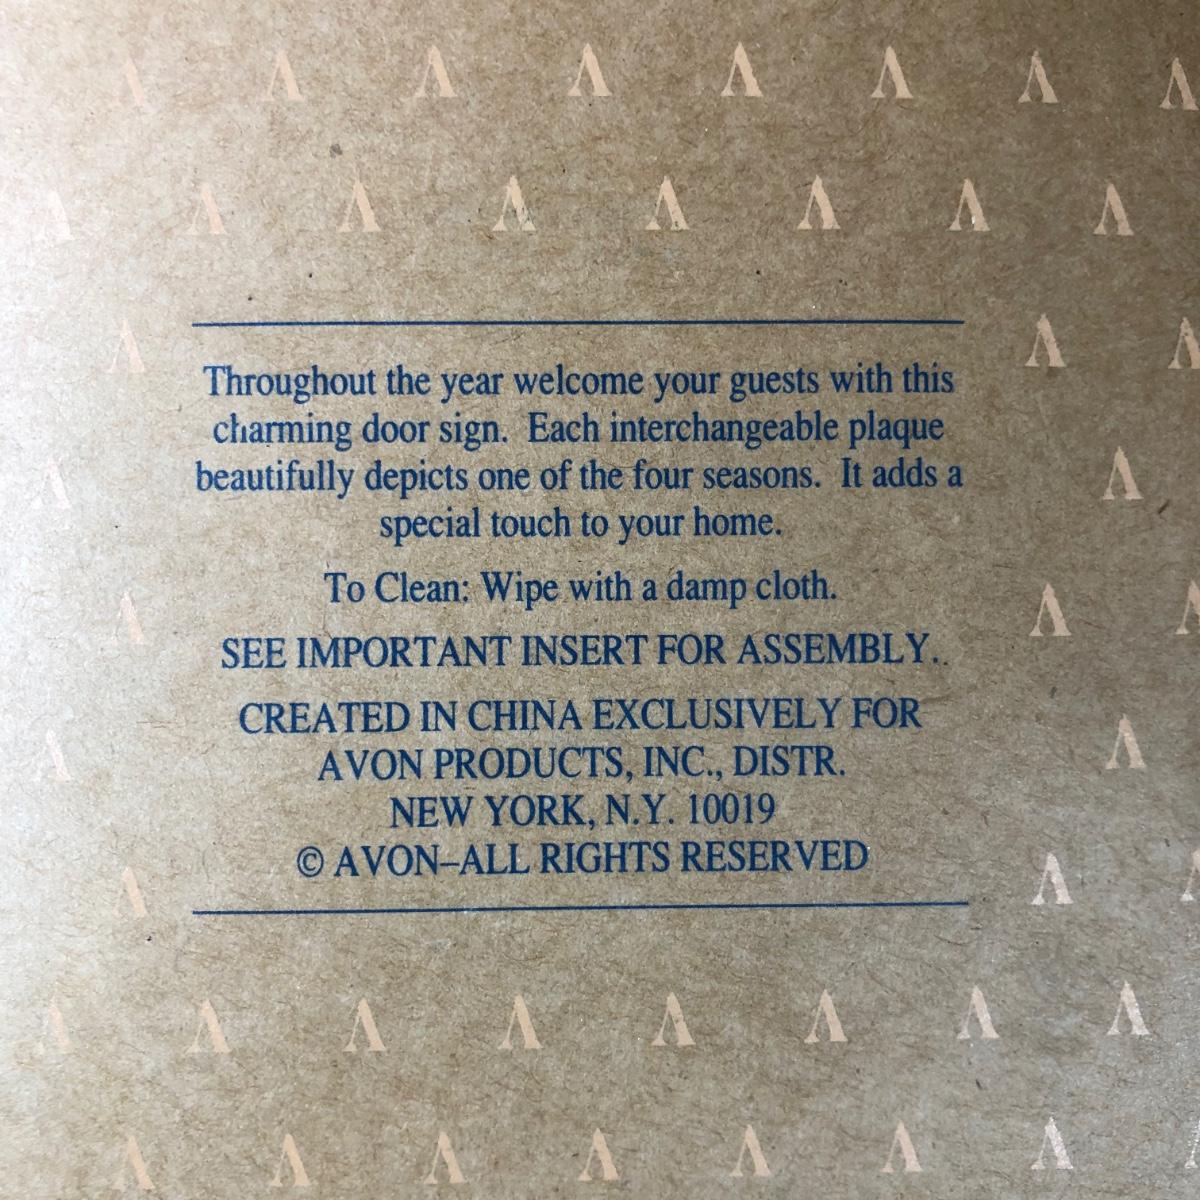 Throughout the year welcome your guests with this
charming door sign. Each interchangeable plaque
beautifully depicts one of the four seasons. It adds a
special touch to your home.
To Clean: Wipe with a damp cloth.
SEE IMPORTANT INSERT FOR ASSEMBLY..
CREATED IN CHINA EXCLUSIVELY FOR
AVON PRODUCTS, INC., DISTR.
NEW YORK, N.Y. 10019
© AVON–ALL RIGHTS RESERVED